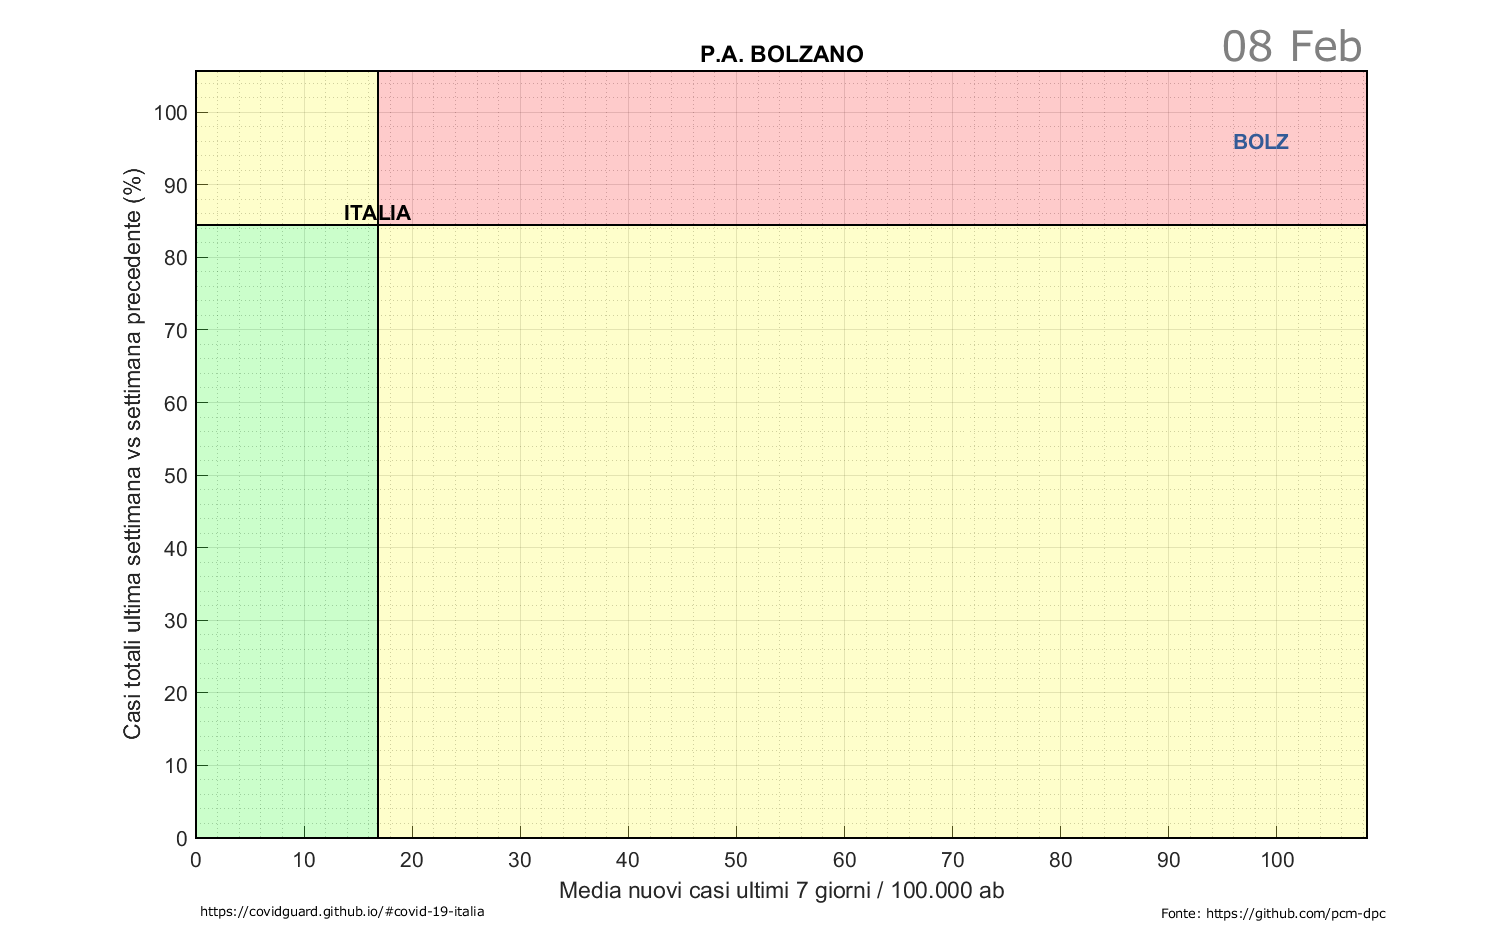 08 Feb
P.A. BOLZANO
Casi totali ultima settimana vs settimana precedente (%)
100
90
80
70
60
50
40
30
20
10
0
BOLZ
ITALIA
0 10 20 30 40 50 60 70 80 90 100
Media nuovi casi ultimi 7 giorni / 100.000 ab
https://covidguard.github.io/#covid-19-italia
Fonte: https://github.com/pcm-dpc